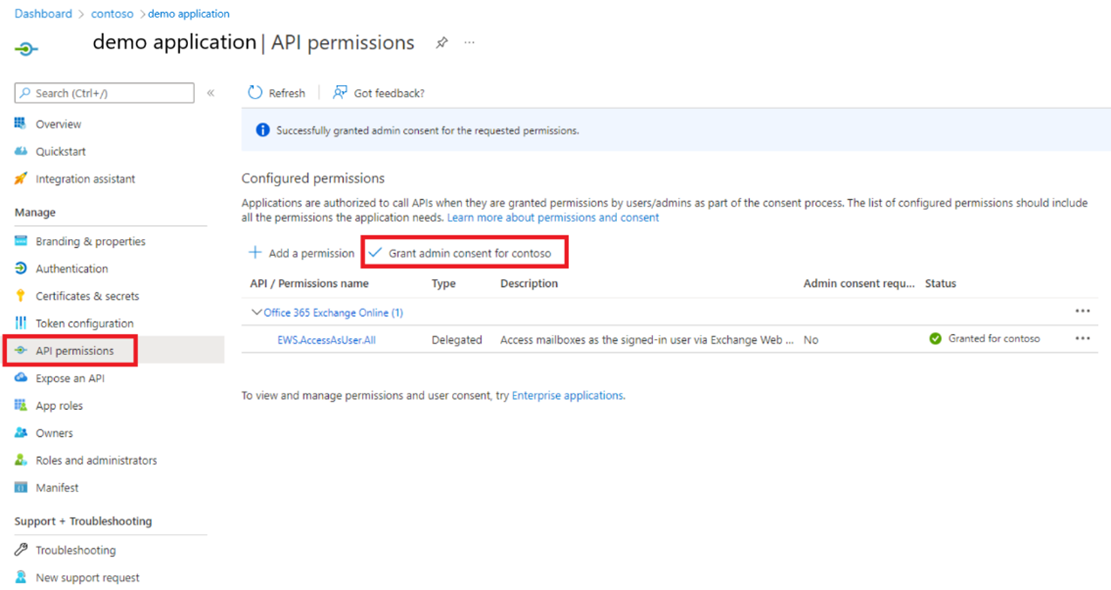 Dashboard > contoso > demo application
demo application | API permissions ...
Search (Ctrl+/) «
Overview
Quickstart
Integration assistant
Manage
Branding & properties
Authentication
Certificates & secrets
Token configuration
API permissions
Expose an API
App roles
Owners
Roles and administrators
Manifest
Support + Troubleshooting
Troubleshooting
New support request
Refresh | Got feedback?
Successfully granted admin consent for the requested permissions.
Configured permissions
Applications are authorized to call APIs when they are granted permissions by users/admins as part of the consent process. The list of configured permissions should include
all the permissions the application needs. Learn more about permissions and consent
Add a permission Grant admin consent for contoso
API / Permissions name Type Description Admin consent requ... Status
Office 365 Exchange Online (1) ...
EWS.AccessAsUser.All Delegated Access mailboxes as the signed-in user via Exchange Web ... No Granted for contoso ...
To view and manage permissions and user consent, try Enterprise applications.